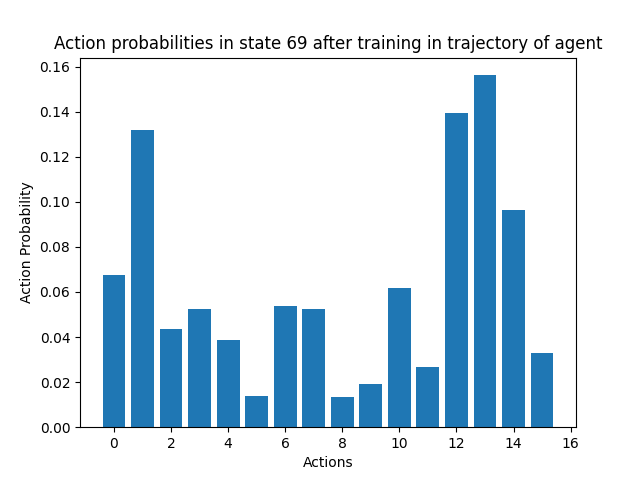 Action probabilities in state 69 after training in trajectory of agent
0.16
0.14
0.12
0.10
0.08
0.06
0.04
0.02
0.00
Action Probability
0 2 4 6 8 10 12 14 16
Actions